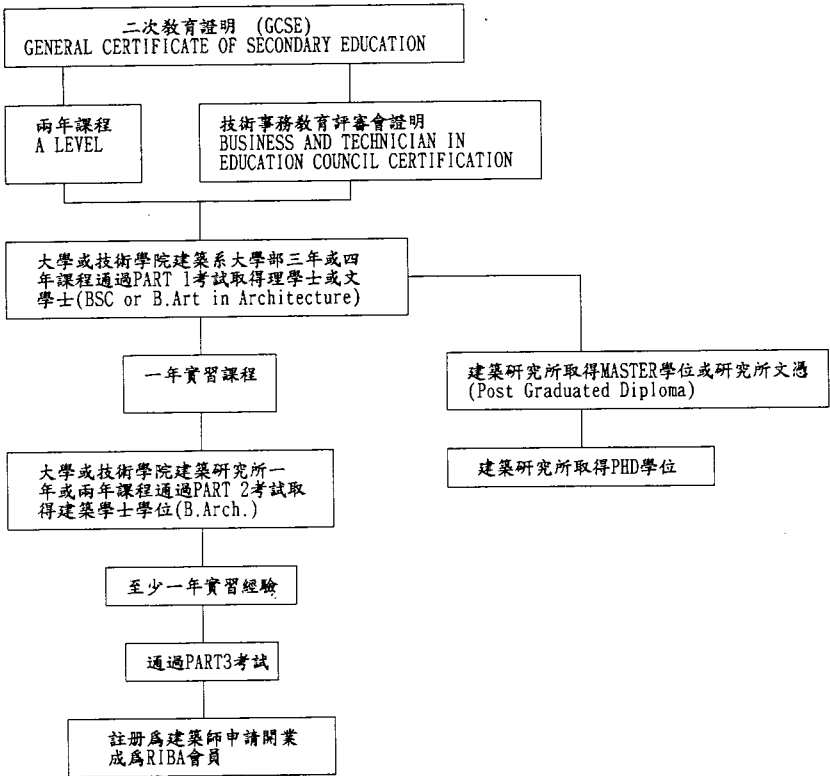 二次教育證明 (GCSE)
GENERAL CERTIFICATE OF SECONDARY EDUCATION
兩年課程
A LEVEL
技術事務教育評審會證明
BUSINESS AND TECHNICIAN IN
EDUCATION COUNCIL CERTIFICATION
大學或技術學院建築系大學部三年或四
年課程通過PART 1考試取得理學士或文
學士(BSC or B.Art in Architecture)
一年實習課程
建築研究所取得MASTER學位或研究所文憑
(Post Graduated Diploma)
大學或技術學院建築研究所一
年或兩年課程通過PART 2考試取
得建築學士學位(B.Arch.)
建築研究所取得PHD學位
至少一年實習經驗
通過PART3考試
註册爲建築師申請開業
成爲RIBA會員